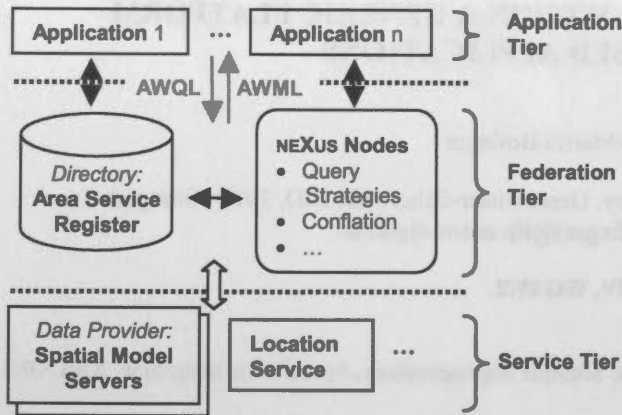 Application 1 ... Application n
Application
Tier
AWQL AWML
Directory:
Area Service
Register
NEXUS Nodes
• Query
• Strategies
• Conflation
• ...
Federation
Tier
Data Provider:
Spatial Model
Servers
Location
Service
...
Service Tier